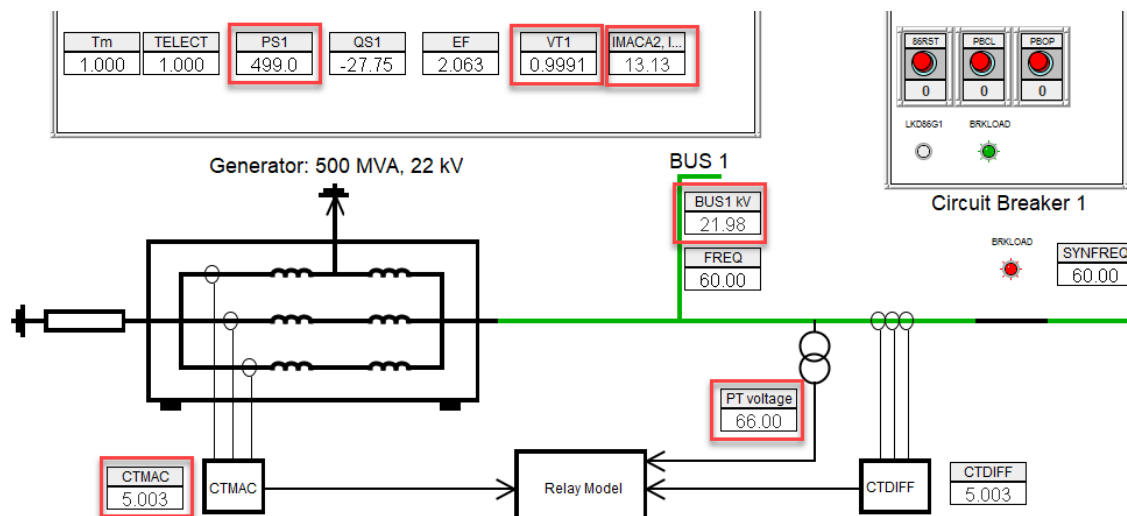 Tm TELECT PS1 QS1 EF VT1 IMACA2, I...
1.000 1.000 499.0 -27.75 2.063 0.9991 13.13
86RST PBCL PBOP
0 0 0
LKD86G1 BRKLOAD
Circuit Breaker 1
Generator: 500 MVA, 22 kV
BUS 1
BUS1 kV
21.98
FREQ
60.00
BRKLOAD
SYNFREQ
60.00
PT voltage
66.00
CTMAC
5.003
CTMAC
Relay Model
CTDIFF
CTDIFF
5.003